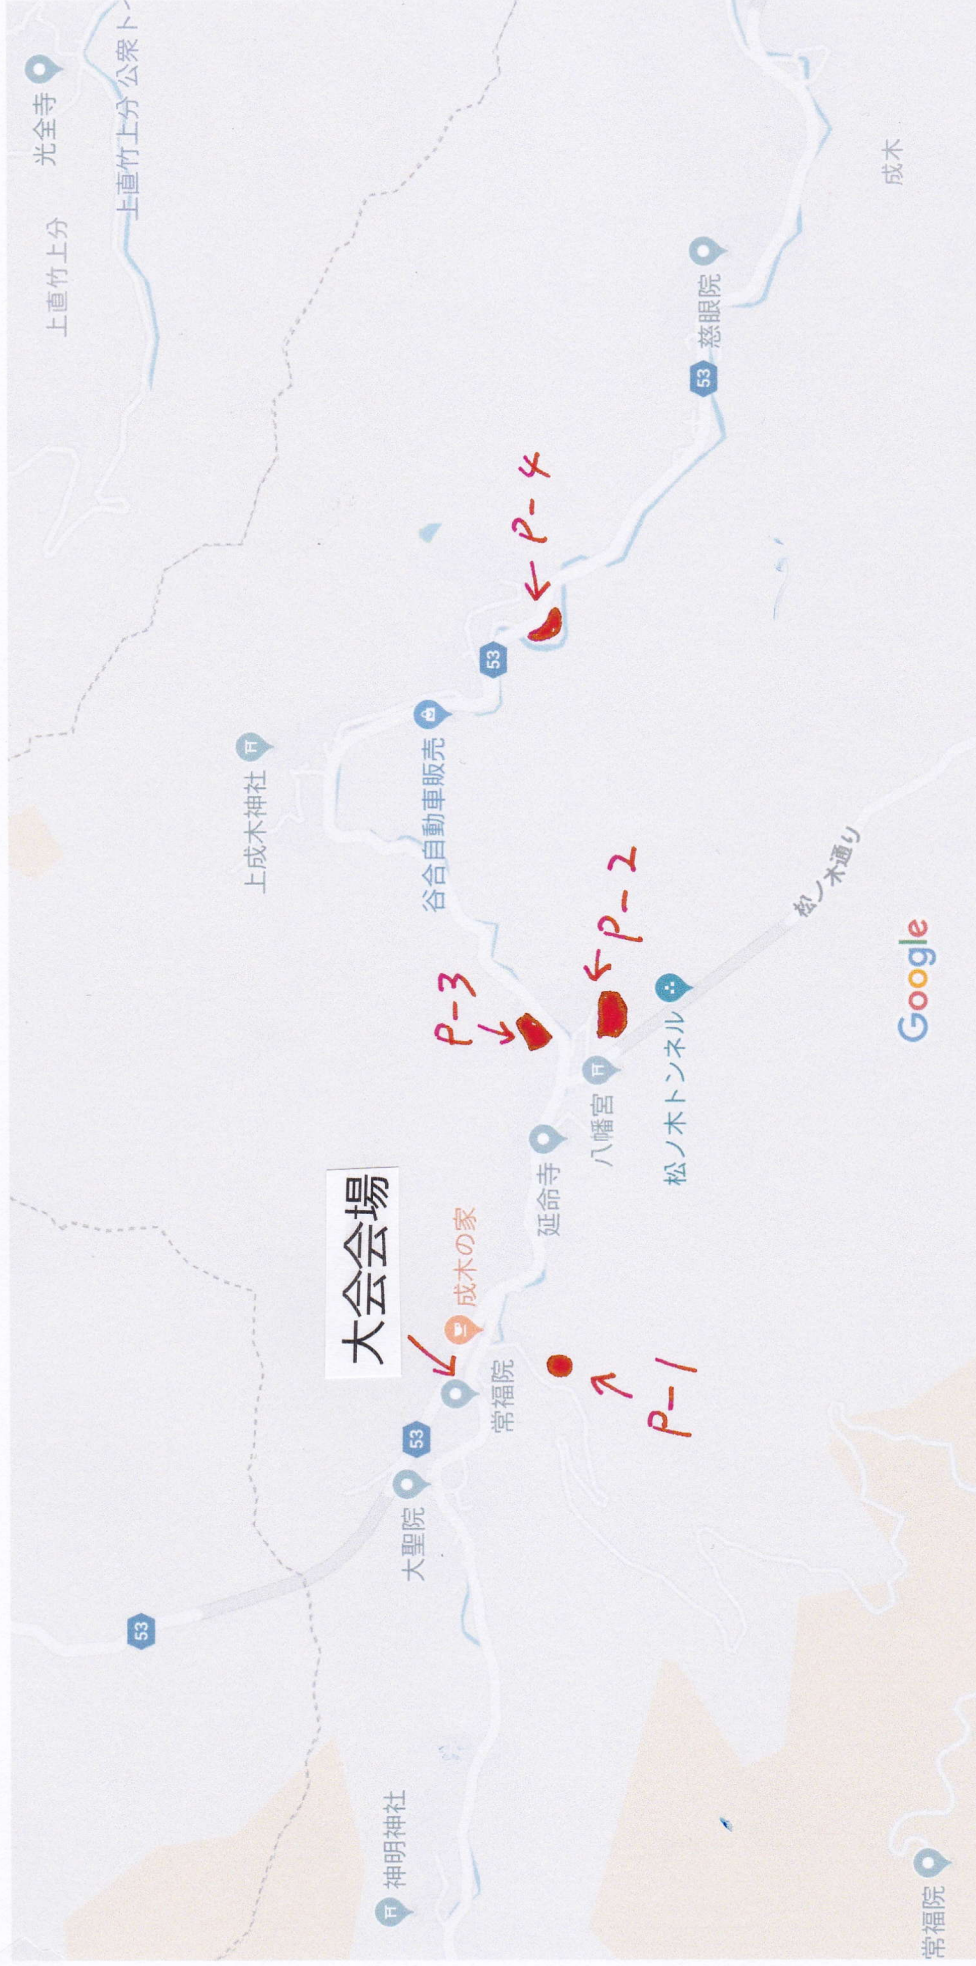 光全寺
上直竹上分 公衆ト
上直竹上分
慈眼院
53
成木
P-4
53
上成木神社
谷合自動車販売
P-3
P-2
松ノ木通り
松ノ木トンネル
八幡宮
延命寺
大会会場
成木の家
常福院
P-1
53
大聖院
53
神明神社
常福院
Google